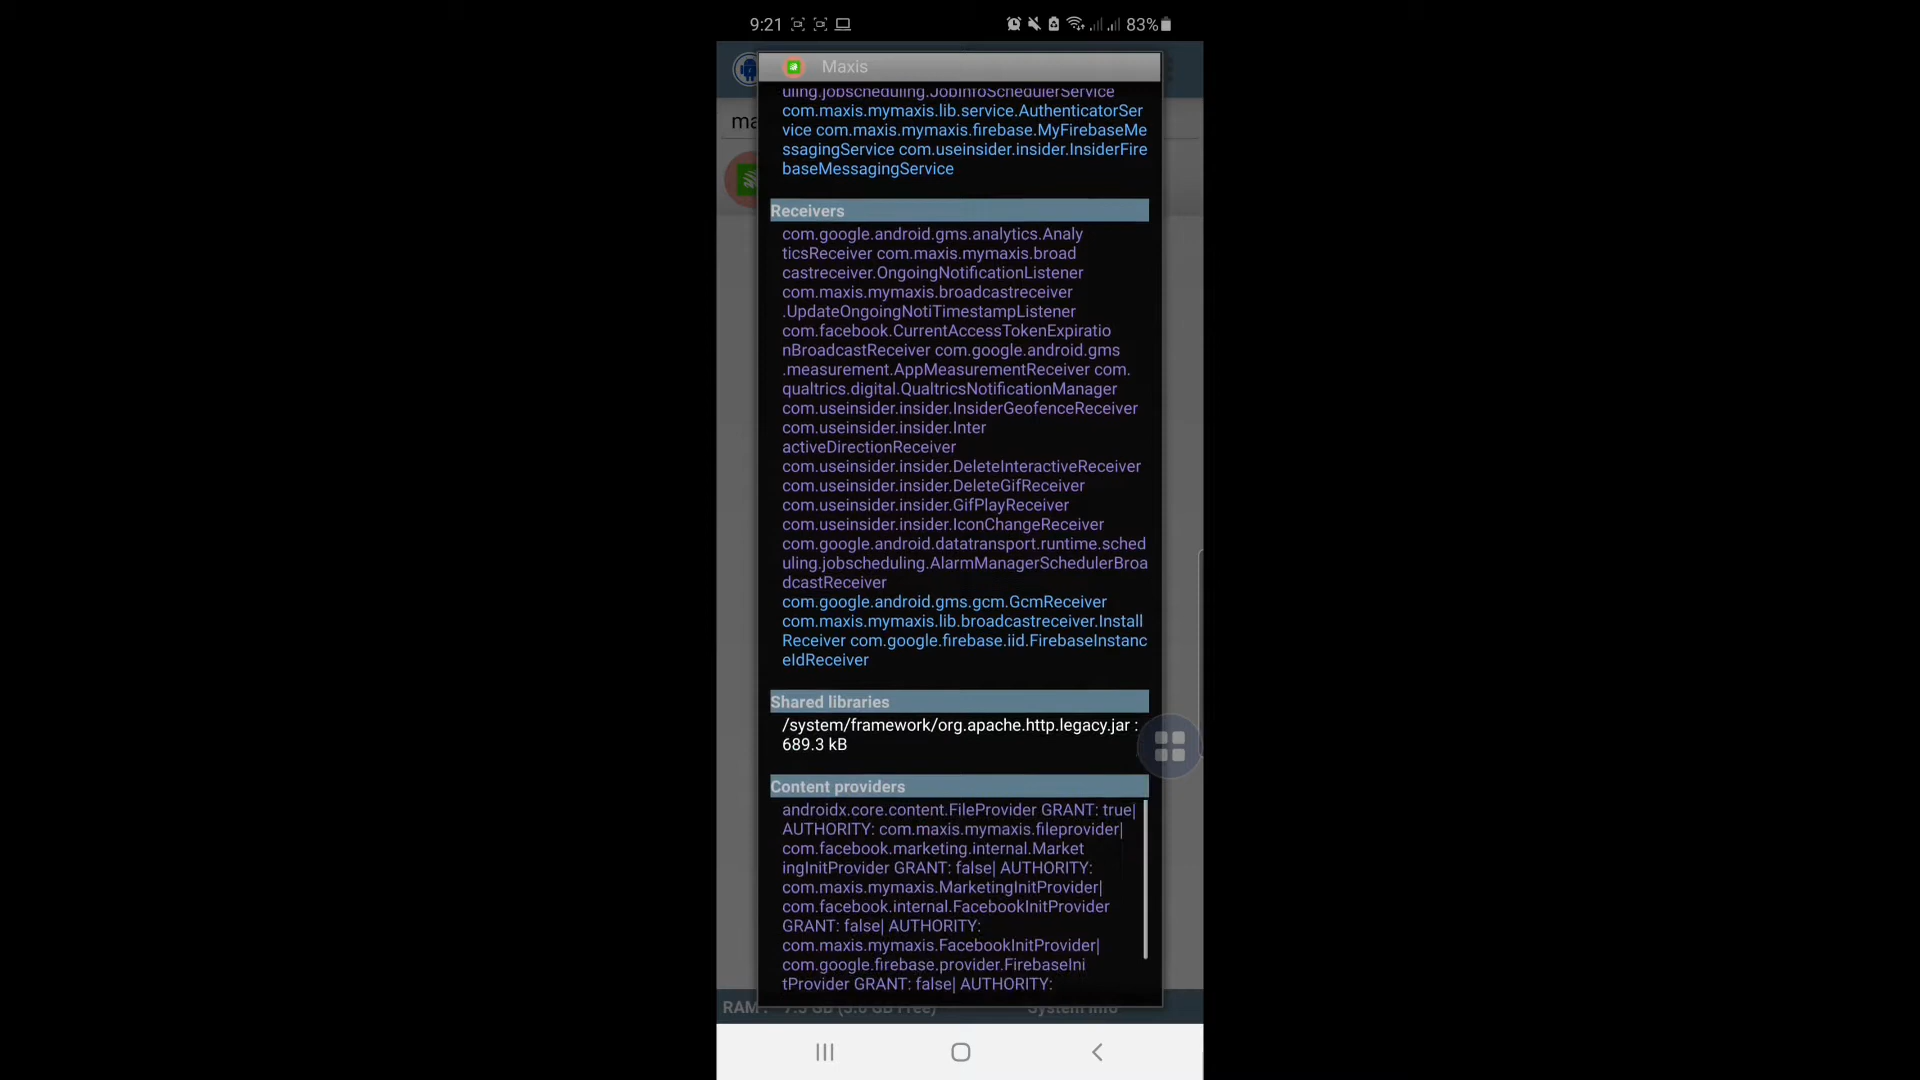 9:21
83%
Maxis
ma
uling.jobscheduling.JobInfoSchedulerService
com.maxis.mymaxis.lib.service.AuthenticatorSer
vice com.maxis.mymaxis.firebase.MyFirebaseMe
ssagingService com.useinsider.insider.InsiderFire
baseMessagingService
Receivers
com.google.android.gms.analytics.Analy
ticsReceiver com.maxis.mymaxis.broad
castreceiver.OngoingNotificationListener
com.maxis.mymaxis.broadcastreceiver
.UpdateOngoingNotiTimestampListener
com.facebook.CurrentAccessTokenExpiratio
nBroadcastReceiver com.google.android.gms
.measurement.AppMeasurementReceiver com.
qualtrics.digital.QualtricsNotificationManager
com.useinsider.insider.InsiderGeofenceReceiver
com.useinsider.insider.Inter
activeDirectionReceiver
com.useinsider.insider.DeleteInteractiveReceiver
com.useinsider.insider.DeleteGifReceiver
com.useinsider.insider.GifPlayReceiver
com.useinsider.insider.IconChangeReceiver
com.google.android.datatransport.runtime.sched
uling.jobscheduling.AlarmManagerSchedulerBroa
dcastReceiver
com.google.android.gms.gcm.GcmReceiver
com.maxis.mymaxis.lib.broadcastreceiver.Install
Receiver com.google.firebase.iid.FirebaseInstanc
eIdReceiver
Shared libraries
/system/framework/org.apache.http.legacy.jar :
689.3 kB
Content providers
androidx.core.content.FileProvider GRANT: true|
AUTHORITY: com.maxis.mymaxis.fileprovider|
com.facebook.marketing.internal.Market
ingInitProvider GRANT: false| AUTHORITY:
com.maxis.mymaxis.MarketingInitProvider|
com.facebook.internal.FacebookInitProvider
GRANT: false| AUTHORITY:
com.maxis.mymaxis.FacebookInitProvider|
com.google.firebase.provider.FirebaseIni
tProvider GRANT: false| AUTHORITY:
RAM : GB Free) System Info